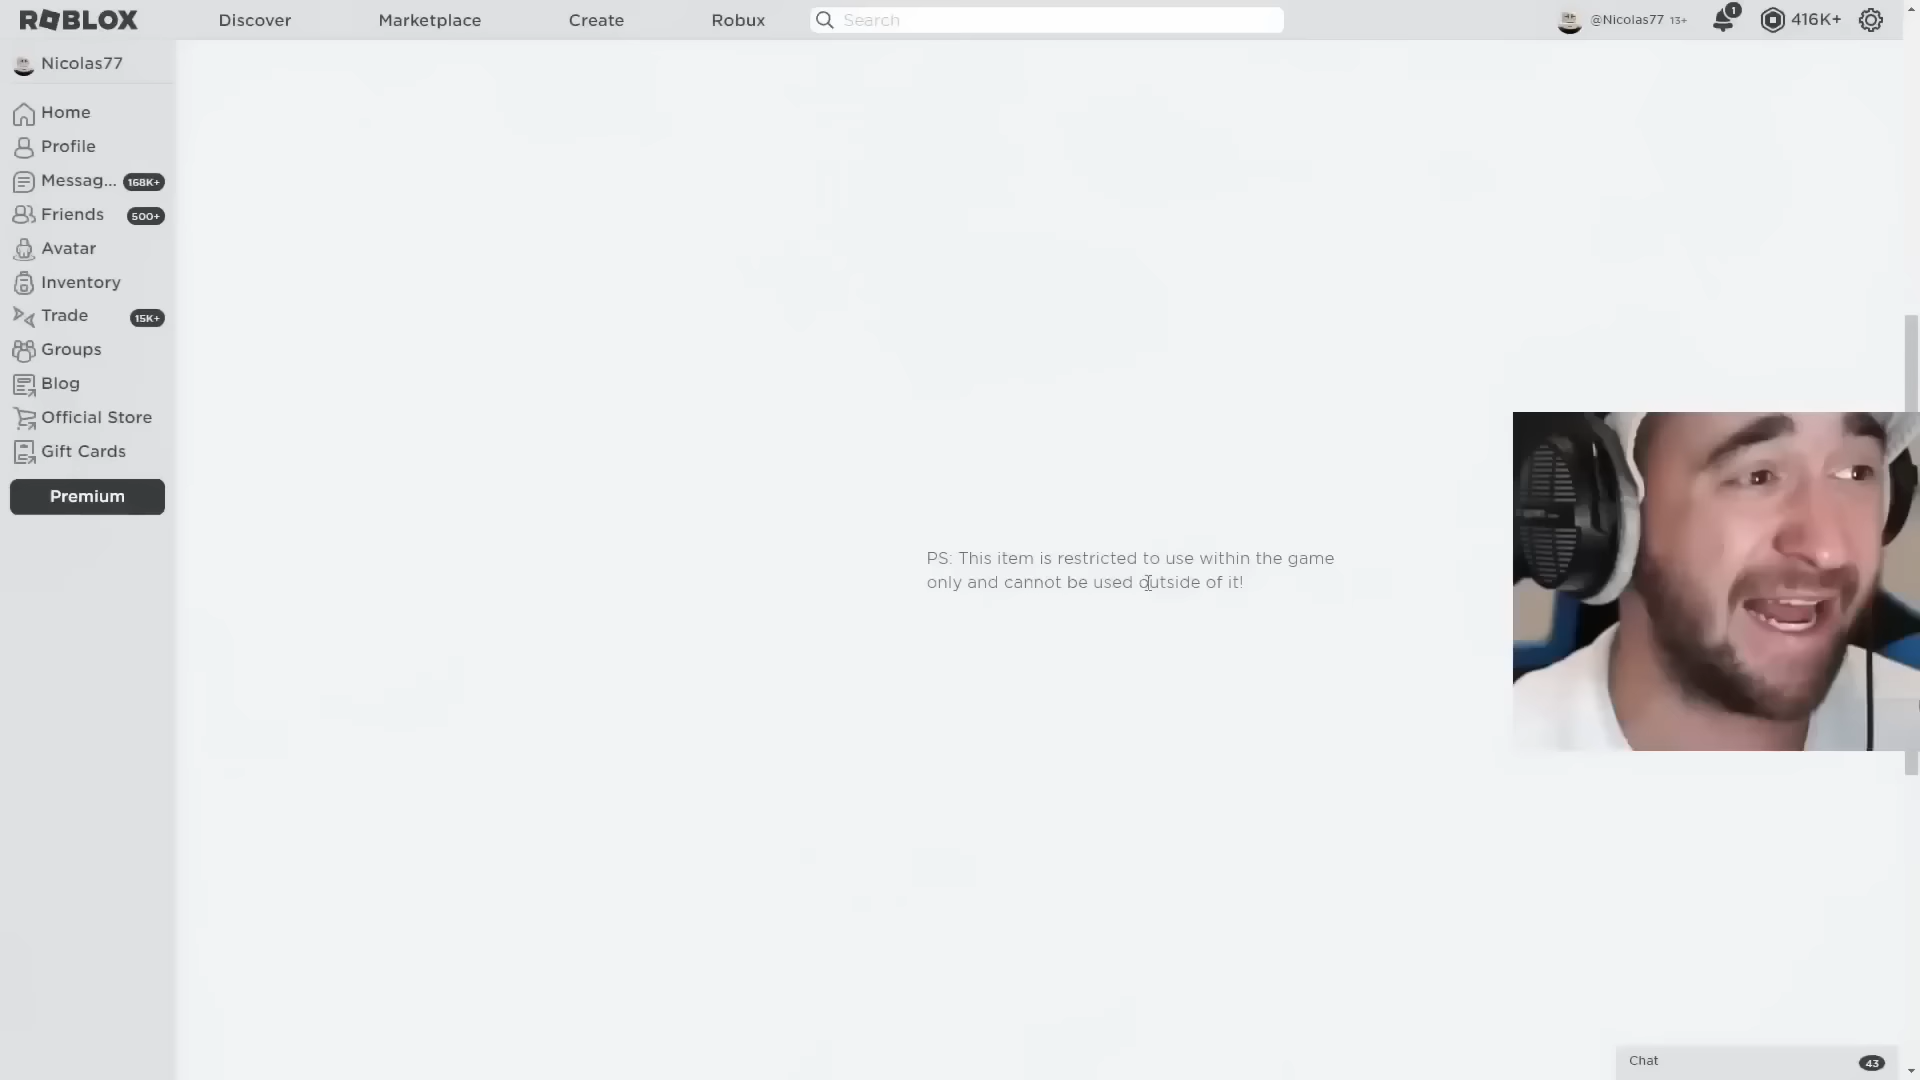 ROBLOX Discover Marketplace Create Robux Search @Nicolas77 13+ 1 416K+
Nicolas77
Home
Profile
Messag... 168K+
Friends 500+
Avatar
Inventory
Trade 15K+
Groups
Blog
Official Store
Gift Cards
Premium
PS: This item is restricted to use within the game
only and cannot be used outside of it!
Chat 43